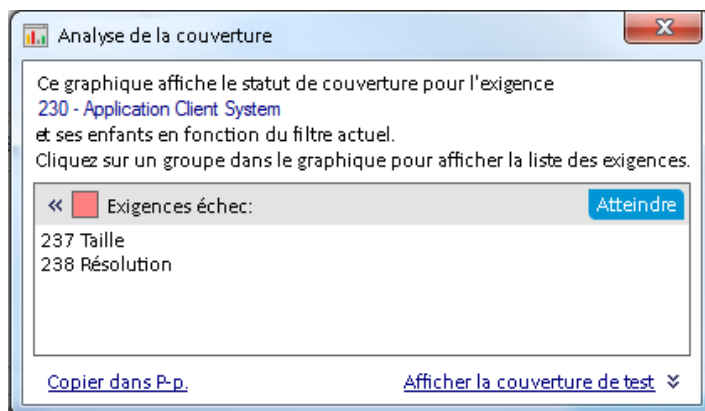 Analyse de la couverture
Ce graphique affiche le statut de couverture pour l'exigence
230 - Application Client System
et ses enfants en fonction du filtre actuel.
Cliquez sur un groupe dans le graphique pour afficher la liste des exigences.
« Exigences échec: Atteindre
237 Taille
238 Résolution
Copier dans P-p. Afficher la couverture de test